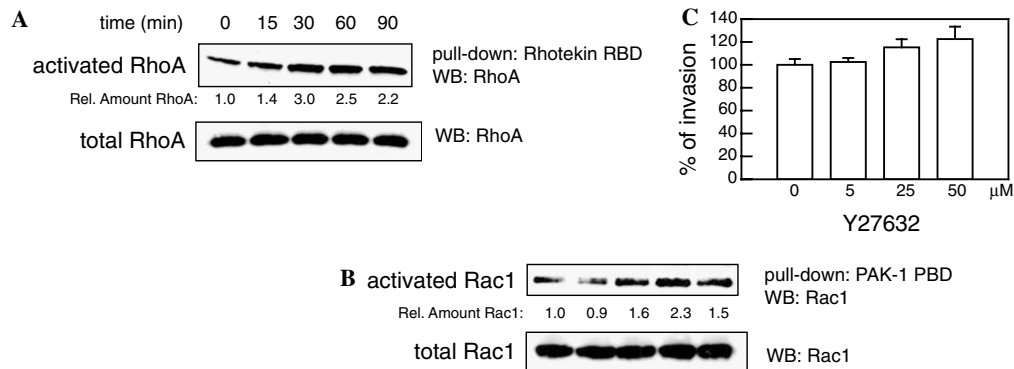 A
time (min) 0 15 30 60 90
activated RhoA
pull-down: Rhotekin RBD
WB: RhoA
Rel. Amount RhoA: 1.0 1.4 3.0 2.5 2.2
total RhoA
WB: RhoA
C
% of invasion
140
120
100
80
60
40
20
0
0 5 25 50 μM
Y27632
B
activated Rac1
pull-down: PAK-1 PBD
WB: Rac1
Rel. Amount Rac1: 1.0 0.9 1.6 2.3 1.5
total Rac1
WB: Rac1